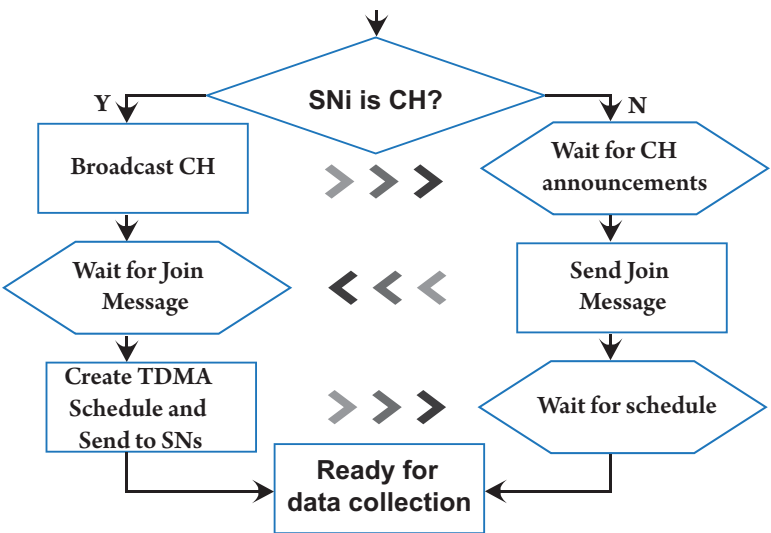 SNi is CH?
Y
N
Broadcast CH
Wait for CH
announcements
Wait for Join
Message
Send Join
Message
Create TDMA
Schedule and
Send to SNs
Wait for schedule
Ready for
data collection